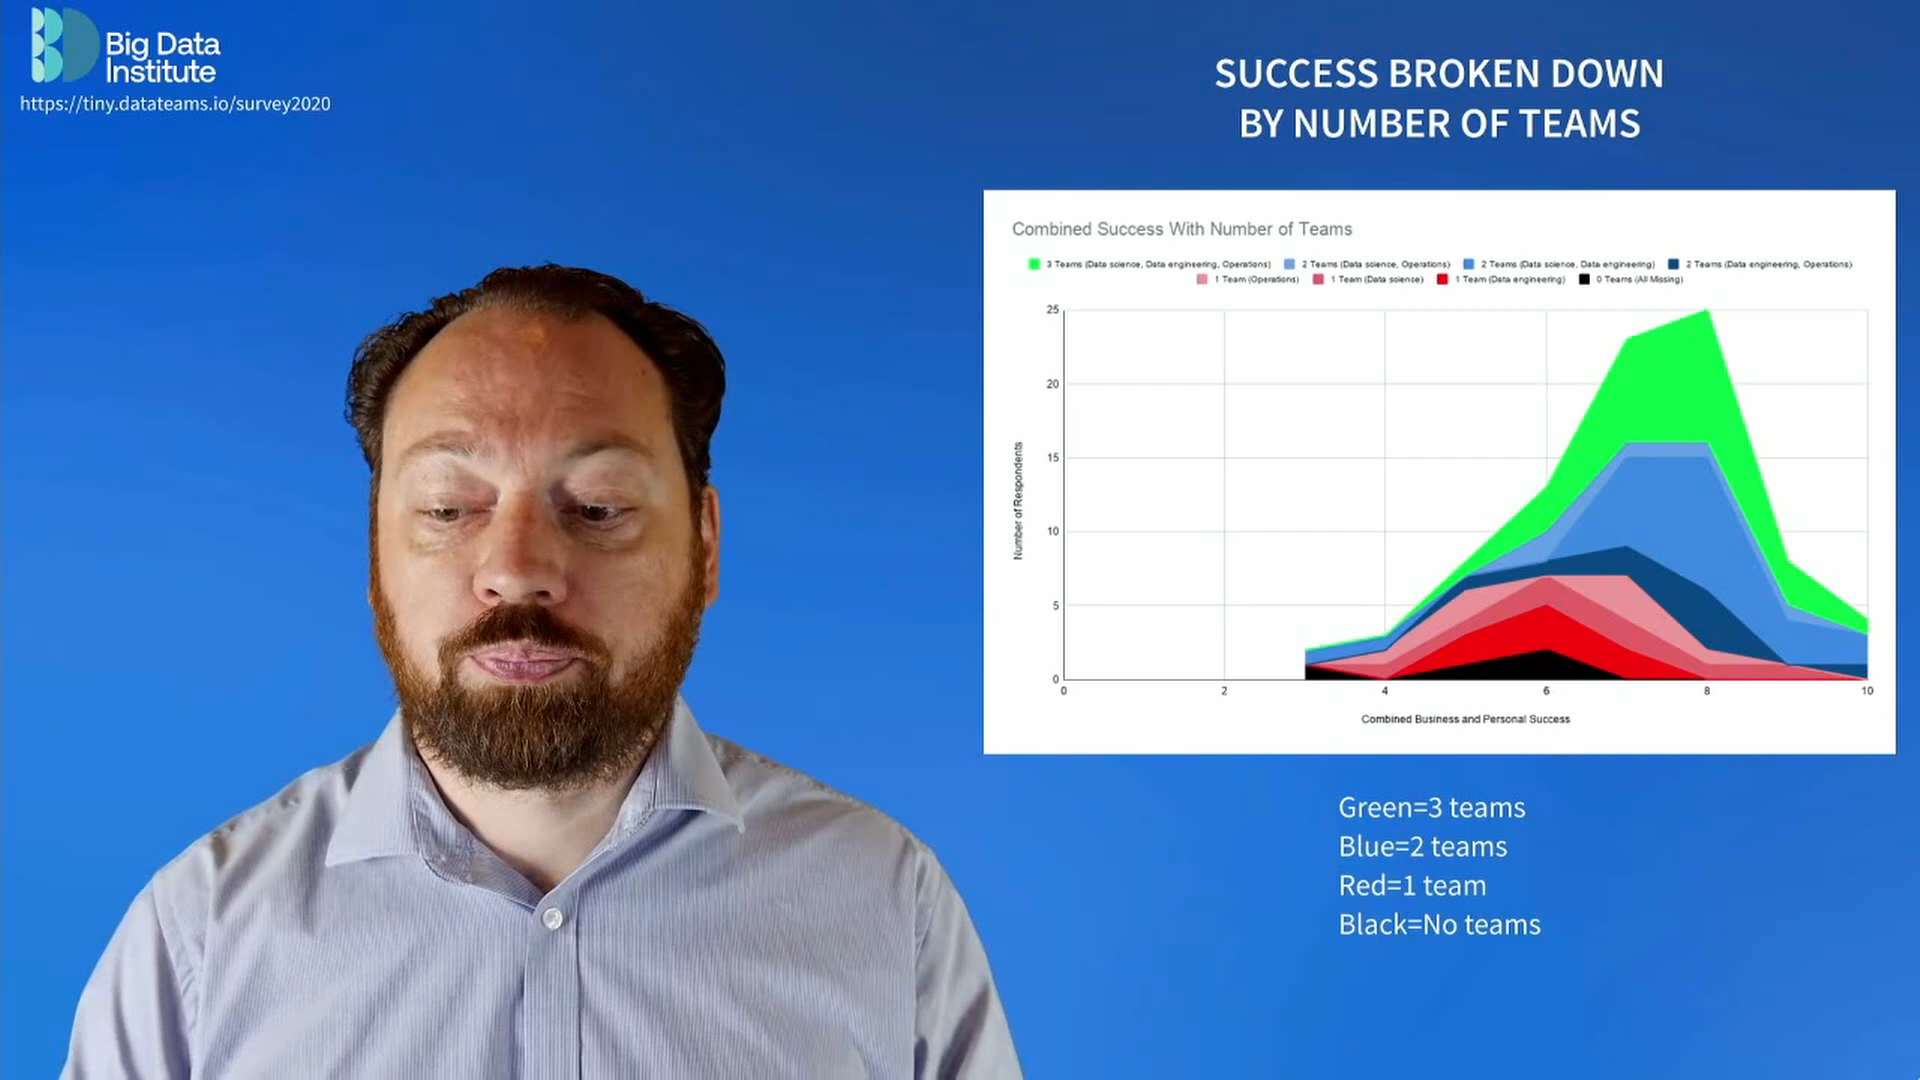 Big Data
Institute
https://tiny.datateams.io/survey2020
SUCCESS BROKEN DOWN
BY NUMBER OF TEAMS
Combined Success With Number of Teams
3 Teams (Data science, Data engineering, Operations)
2 Teams (Data science, Operations)
2 Teams (Data science, Data engineering)
2 Teams (Data engineering, Operations)
1 Team (Operations)
1 Team (Data science)
1 Team (Data engineering)
0 Teams (All Missing)
Number of Respondents
25
20
15
10
5
0
0
2
4
6
8
10
Combined Business and Personal Success
Green=3 teams
Blue=2 teams
Red=1 team
Black=No teams